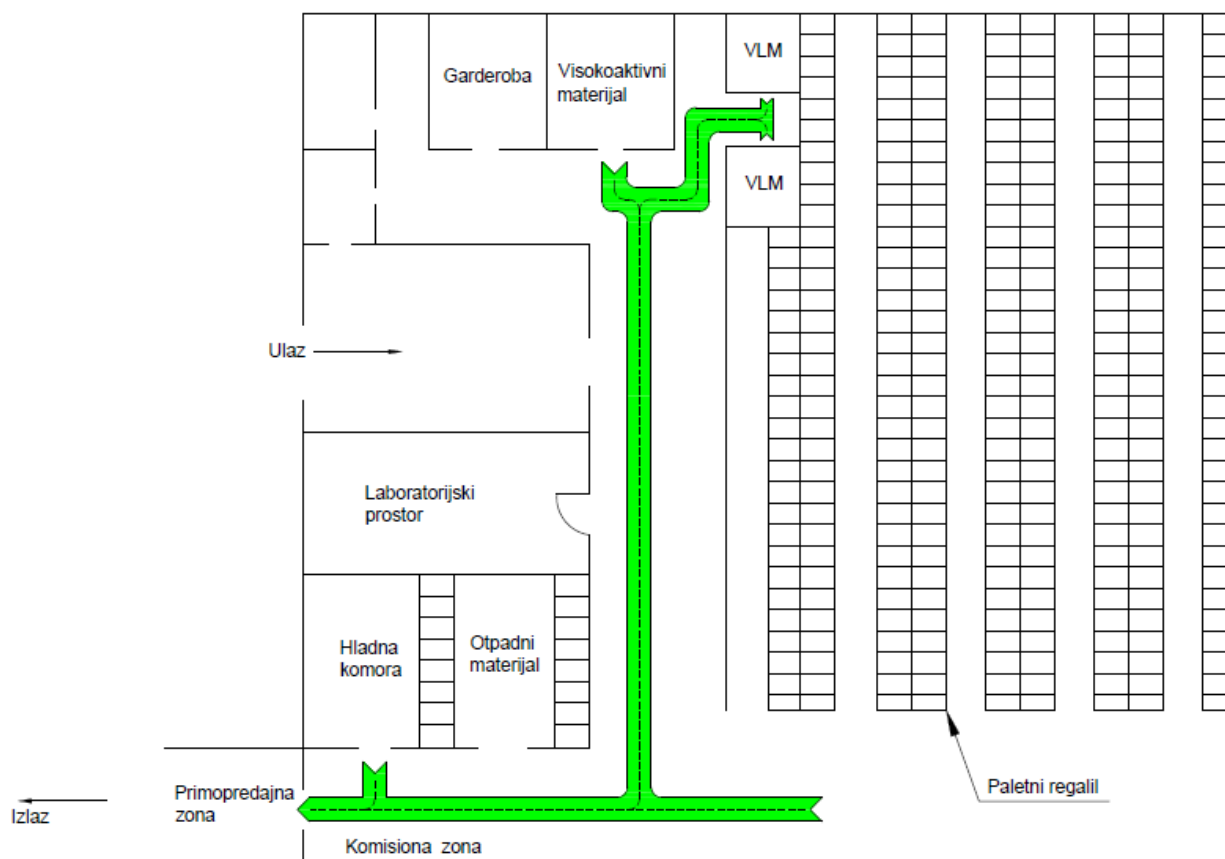 VLM
Garderoba
Visokoaktivni
materijal
VLM
Ulaz
Laboratorijski
prostor
Hladna
komora
Otpadni
materijal
Primopredajna
zona
Paletni regalil
Izlaz
Komisiona zona